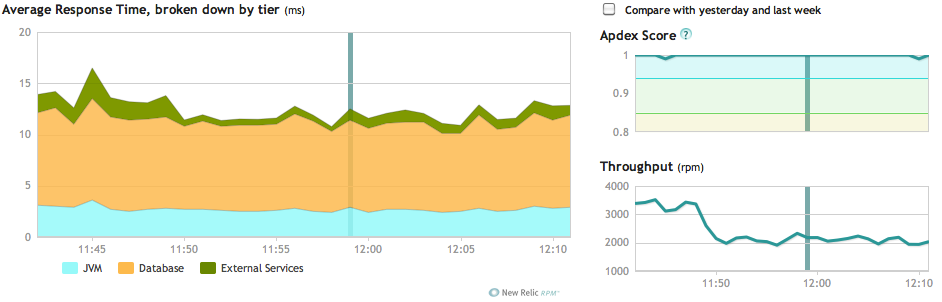 Average Response Time, broken down by tier (ms)
20
15
10
5
0
11:45
11:50
11:55
12:00
12:05
12:10
JVM
Database
External Services
New Relic RPM™
Compare with yesterday and last week
Apdex Score ?
1
0.9
0.8
Throughput (rpm)
4000
3000
2000
1000
11:50
12:00
12:10